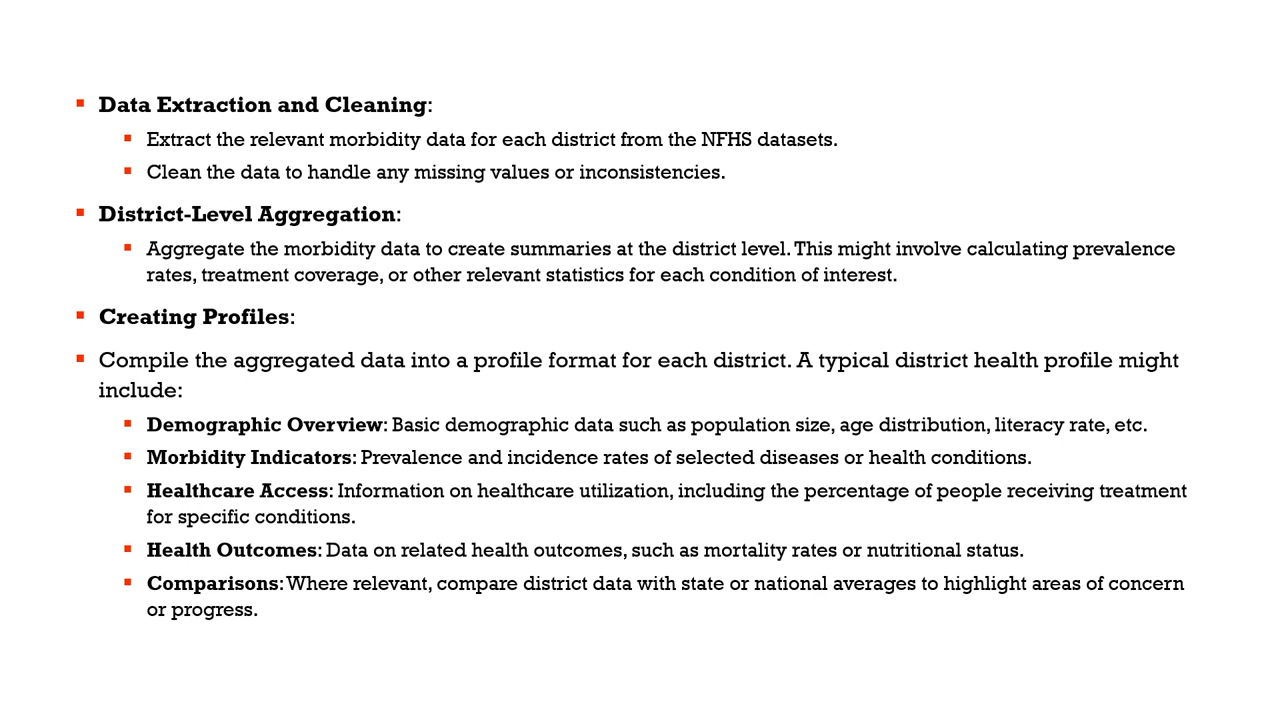 Data Extraction and Cleaning:
Extract the relevant morbidity data for each district from the NFHS datasets.
Clean the data to handle any missing values or inconsistencies.
District-Level Aggregation:
Aggregate the morbidity data to create summaries at the district level. This might involve calculating prevalence
rates, treatment coverage, or other relevant statistics for each condition of interest.
Creating Profiles:
Compile the aggregated data into a profile format for each district. A typical district health profile might
include:
Demographic Overview: Basic demographic data such as population size, age distribution, literacy rate, etc.
Morbidity Indicators: Prevalence and incidence rates of selected diseases or health conditions.
Healthcare Access: Information on healthcare utilization, including the percentage of people receiving treatment
for specific conditions.
Health Outcomes: Data on related health outcomes, such as mortality rates or nutritional status.
Comparisons: Where relevant, compare district data with state or national averages to highlight areas of concern
or progress.